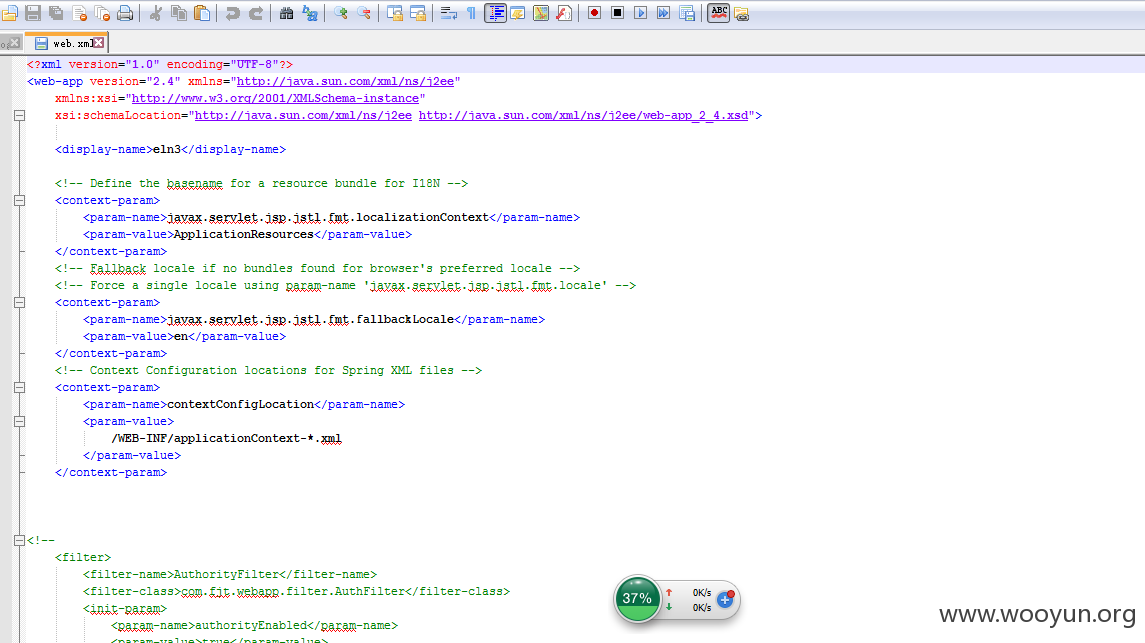 ABC
web.xml
<?xml version="1.0" encoding="UTF-8"?>
<web-app version="2.4" xmlns="http://java.sun.com/xml/ns/j2ee"
xmlns:xsi="http://www.w3.org/2001/XMLSchema-instance"
xsi:schemaLocation="http://java.sun.com/xml/ns/j2ee http://java.sun.com/xml/ns/j2ee/web-app_2_4.xsd">
<display-name>eln3</display-name>
<!-- Define the basename for a resource bundle for I18N -->
<context-param>
<param-name>javax.servlet.jsp.jstl.fmt.localizationContext</param-name>
<param-value>ApplicationResources</param-value>
</context-param>
<!-- Fallback locale if no bundles found for browser's preferred locale -->
<!-- Force a single locale using param-name 'javax.servlet.jsp.jstl.fmt.locale' -->
<context-param>
<param-name>javax.servlet.jsp.jstl.fmt.fallbackLocale</param-name>
<param-value>en</param-value>
</context-param>
<!-- Context Configuration locations for Spring XML files -->
<context-param>
<param-name>contextConfigLocation</param-name>
<param-value>
/WEB-INF/applicationContext-*.xml
</param-value>
</context-param>
<!--
<filter>
<filter-name>AuthorityFilter</filter-name>
<filter-class>com.fjt.webapp.filter.AuthFilter</filter-class>
<init-param>
<param-name>authorityEnabled</param-name>
<param-value>true</param-value>
37%
0K/s
0K/s
www.wooyun.org